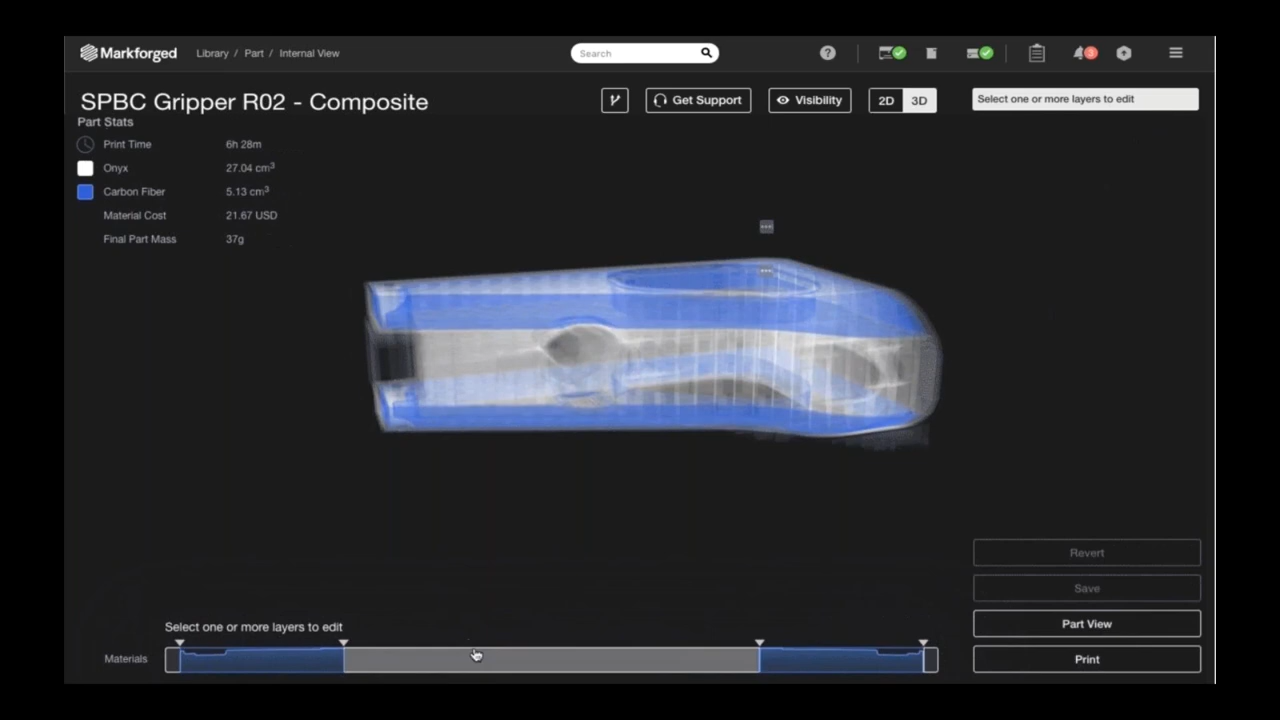 Markforged
Library / Part / Internal View
Search
?
3
SPBC Gripper R02 - Composite
Get Support
Visibility
2D 3D
Select one or more layers to edit
Part Stats
Print Time 6h 28m
Onyx 27.04 cm³
Carbon Fiber 5.13 cm³
Material Cost 21.67 USD
Final Part Mass 37g
Revert
Save
Part View
Print
Select one or more layers to edit
Materials